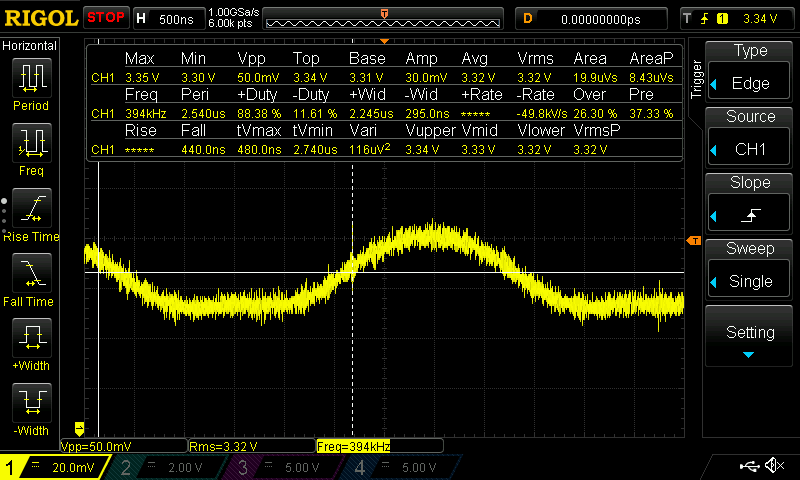 RIGOL STOP H 500ns 1.00GSa/s 6.00k pts T D 0.00000000ps T 1 3.34 V
Horizontal
Period
Freq
Rise Time
Fall Time
+Width
-Width
Max Min Vpp Top Base Amp Avg Vrms Area AreaP
CH1 3.35 V 3.30 V 50.0mV 3.34 V 3.31 V 30.0mV 3.32 V 3.32 V 19.9uVs 8.43uVs
Freq Peri +Duty -Duty +Wid -Wid +Rate -Rate Over Pre
CH1 394kHz 2.540us 88.38 % 11.61 % 2.245us 295.0ns ***** -49.8kV/s 26.30 % 37.33 %
Rise Fall tVmax tVmin Vari Vupper Vmid Vlower VrmsP
CH1 ***** 440.0ns 480.0ns 2.740us 116uV² 3.34 V 3.33 V 3.32 V 3.32 V
T
Trigger
Type
Edge
Source
CH1
Slope
Sweep
Single
Setting
Vpp=50.0mV Rms=3.32 V Freq=394kHz
1 20.0mV 2 2.00 V 3 5.00 V 4 5.00 V